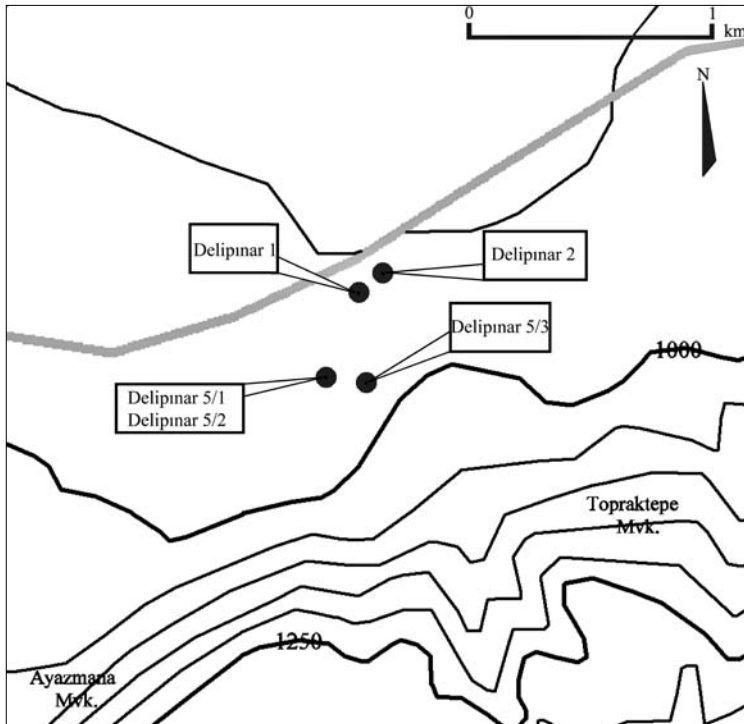 0 1
km
N
Delipınar 1
Delipınar 2
Delipınar 5/3
1000
Delipınar 5/1
Delipınar 5/2
Topraktepe
Mvk.
1250
Ayazmana
Mvk.